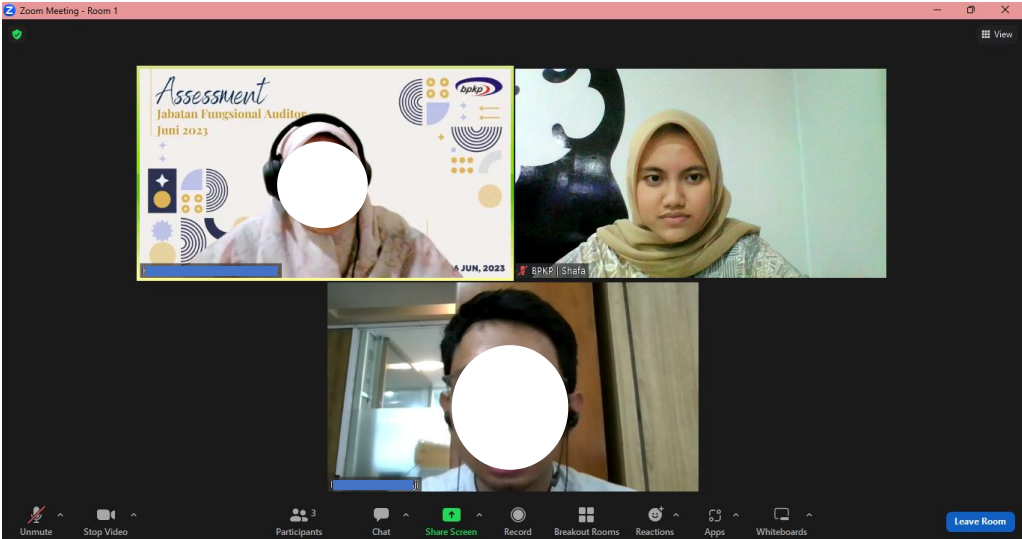 Zoom Meeting - Room 1
View
Assessment
Jabatan Fungsional Auditor
Juni 2023
bpkp
6 JUN, 2023
BPKP | Shafa
Unmute
Stop Video
Participants
3
Chat
Share Screen
Record
Breakout Rooms
Reactions
Apps
Whiteboards
Leave Room